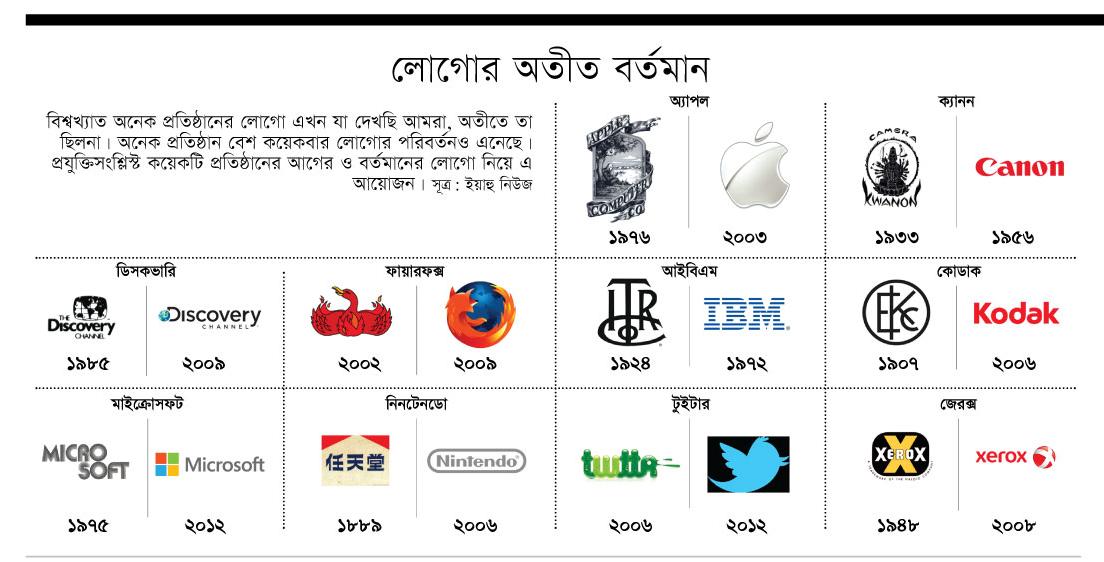 লোগোর অতীত বর্তমান
বিশ্বখ্যাত অনেক প্রতিষ্ঠানের লোগো এখন যা দেখছি আমরা, অতীতে তা
ছিলনা। অনেক প্রতিষ্ঠান বেশ কয়েকবার লোগোর পরিবর্তনও এনেছে।
প্রযুক্তিসংশ্লিস্ট কয়েকটি প্রতিষ্ঠানের আগের ও বর্তমানের লোগো নিয়ে এ
আয়োজন। সূত্র: ইয়াহু নিউজ
অ্যাপল
APPLE
COMPUTER
CO
১৯৭৬ ২০০৩
ক্যানন
CAMERA
KWANON
Canon
১৯৩৩ ১৯৫৬
ডিসকভারি
THE
Discovery
CHANNEL
Discovery
CHANNEL
১৯৮৫ ২০০৯
ফায়ারফক্স
২০০২ ২০০৯
আইবিএম
CTR
IBM
১৯২৪ ১৯৭২
কোডাক
EKC
Kodak
১৯০৭ ২০০৬
মাইক্রোসফট
MICRO
SOFT
Microsoft
১৯৭৫ ২০১২
নিনটেনডো
任天堂
Nintendo
১৮৮৯ ২০০৬
টুইটার
twttr
২০০৬ ২০১২
জেরক্স
XEROX
xerox
১৯৪৮ ২০০৮